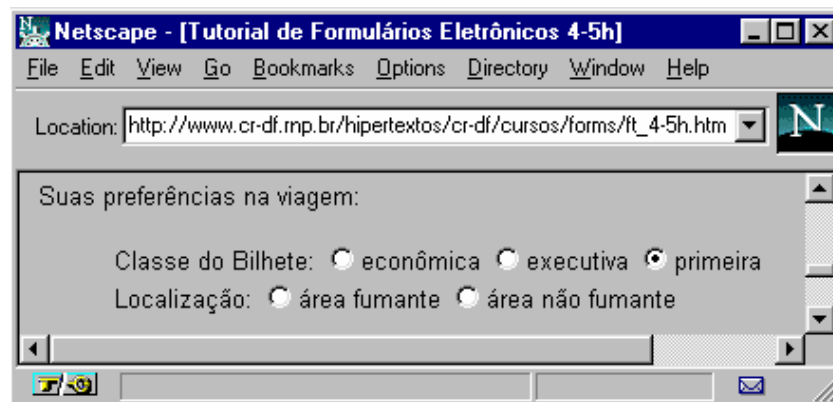 Netscape - [Tutorial de Formulários Eletrônicos 4-5h]
File Edit View Go Bookmarks Options Directory Window Help
Location: http://www.cr-df.rnp.br/hipertextos/cr-df/cursos/forms/ft_4-5h.htm
N
Suas preferências na viagem:
Classe do Bilhete: econômica executiva primeira
Localização: área fumante área não fumante